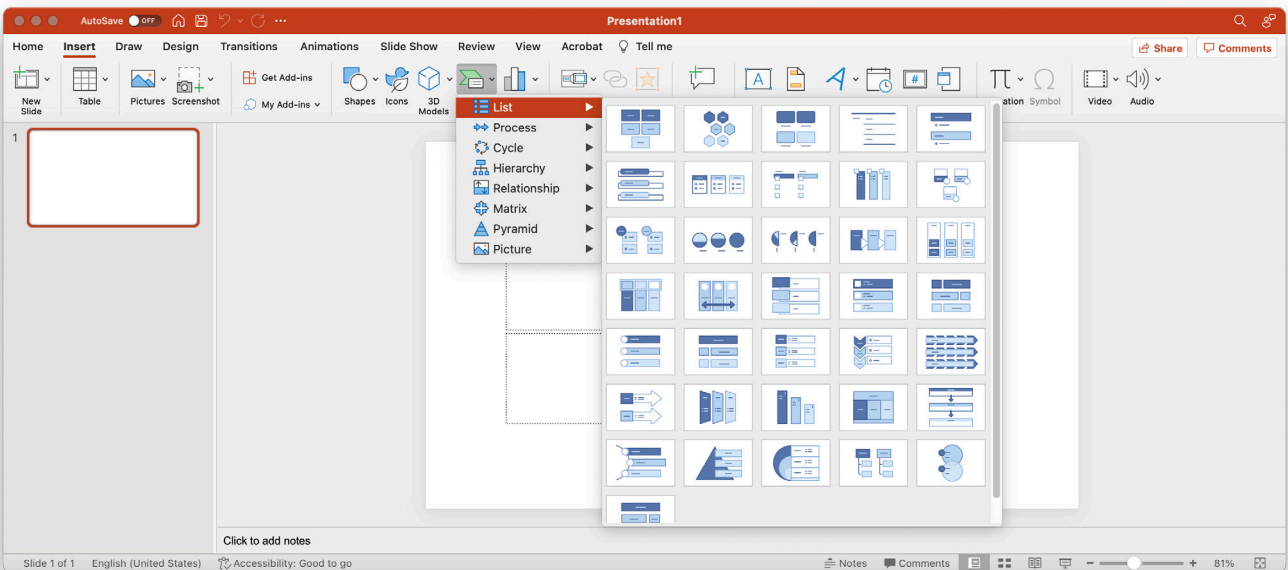 AutoSave OFF Presentation1
Home Insert Draw Design Transitions Animations Slide Show Review View Acrobat Tell me Share Comments
New Slide Table Pictures Screenshot Get Add-ins My Add-ins Shapes Icons 3D Models ation Symbol Video Audio
List
Process
Cycle
Hierarchy
Relationship
Matrix
Pyramid
Picture
1
Click to add notes
Slide 1 of 1 English (United States) Accessibility: Good to go Notes Comments 81%